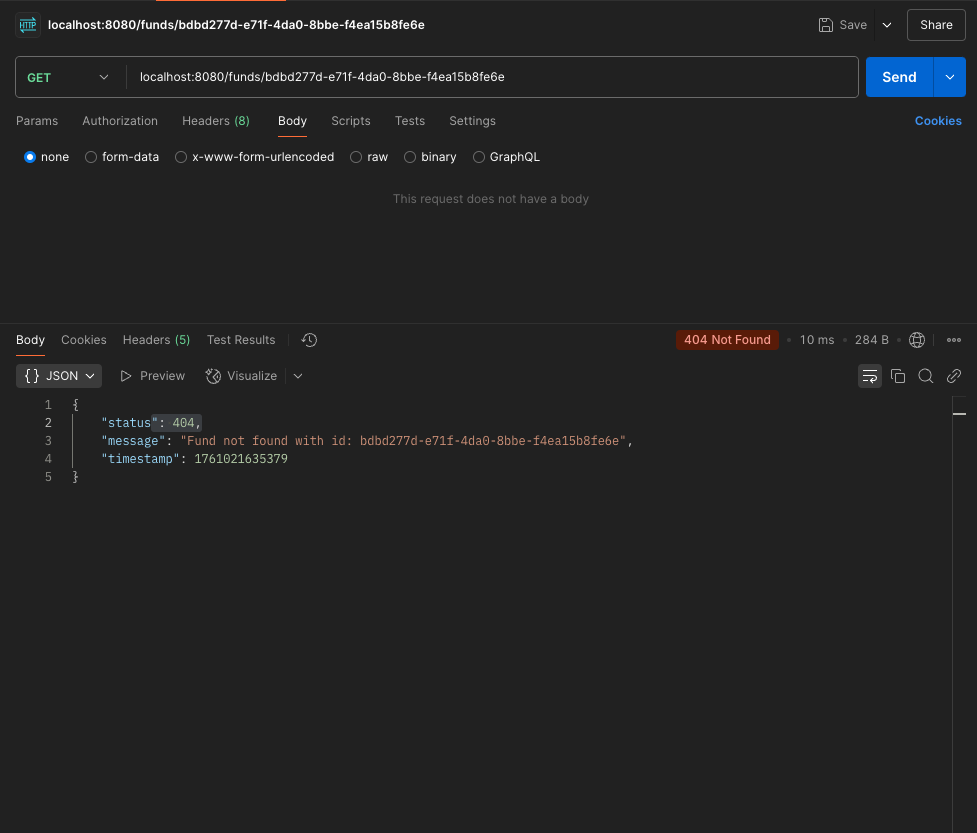 HTTP localhost:8080/funds/bdbd277d-e71f-4da0-8bbe-f4ea15b8fe6e Save Share
GET localhost:8080/funds/bdbd277d-e71f-4da0-8bbe-f4ea15b8fe6e Send
Params Authorization Headers (8) Body Scripts Tests Settings Cookies
none form-data x-www-form-urlencoded raw binary GraphQL
This request does not have a body
Body Cookies Headers (5) Test Results 404 Not Found • 10 ms • 284 B •
{} JSON Preview Visualize
1 {
2 "status": 404,
3 "message": "Fund not found with id: bdbd277d-e71f-4da0-8bbe-f4ea15b8fe6e",
4 "timestamp": 1761021635379
5 }